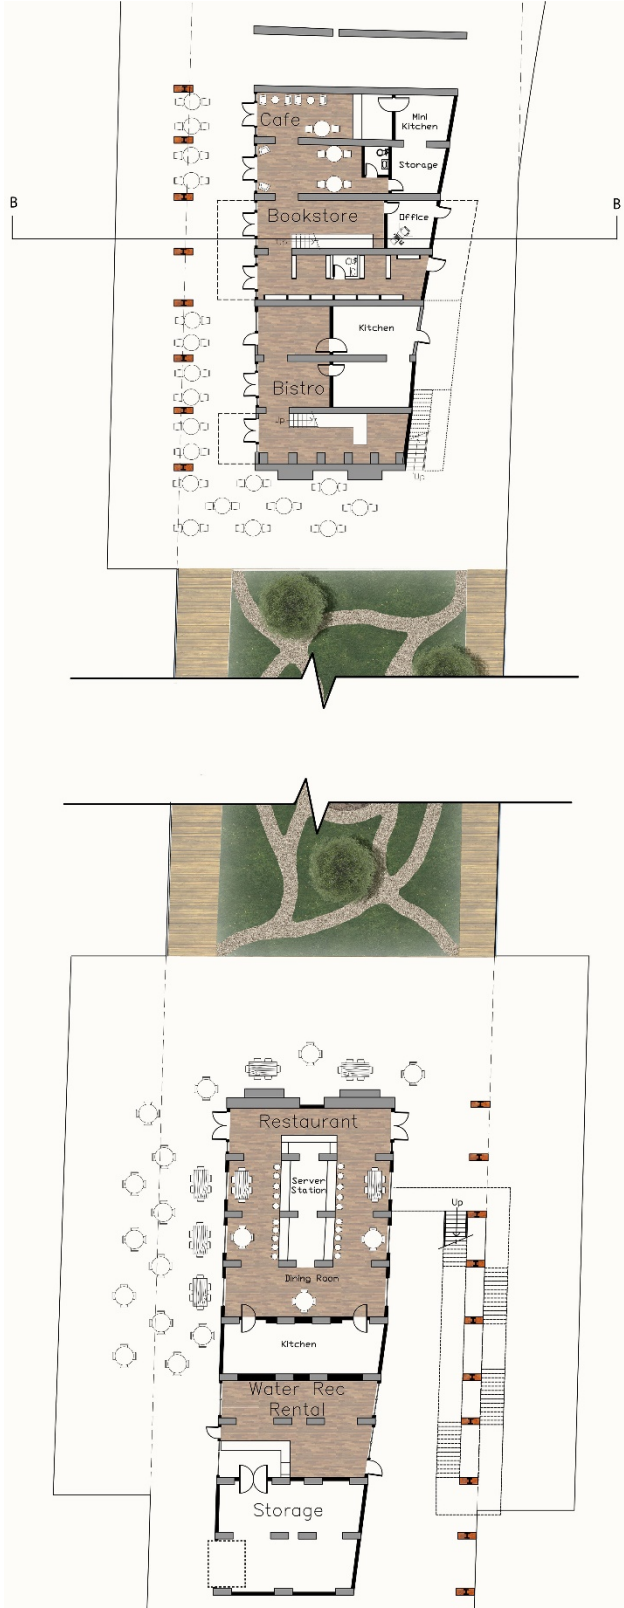 Cafe
Mini
Kitchen
Storage
B
B
Bookstore
Office
Kitchen
Bistro
Up
Up
Restaurant
Server
Station
Up
Dining Room
Kitchen
Water Rec
Rental
Storage